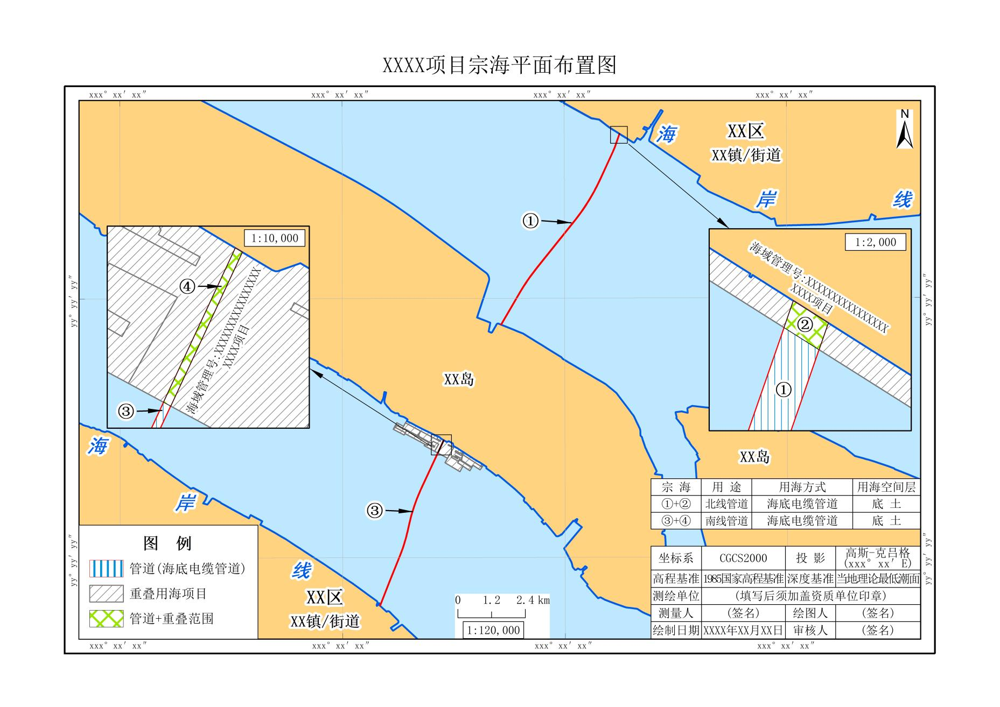 XXXX项目宗海平面布置图
xxx° xx′ xx″
xxx° xx′ xx″
xxx° xx′ xx″
xxx° xx′ xx″
N
XX区
XX镇/街道
海
岸
线
①
1:10,000
④
海域管理号:XXXXXXXXXXXXXXXX
XXXX项目
③
1:2,000
海域管理号:XXXXXXXXXXXXXXXX
XXXX项目
②
①
yy° yy′ yy″
yy° yy′ yy″
XX岛
海
岸
线
XX岛
③
宗 海 用 途 用海方式 用海空间层
①+② 北线管道 海底电缆管道 底 土
③+④ 南线管道 海底电缆管道 底 土
yy° yy′ yy″
yy° yy′ yy″
图 例
管道(海底电缆管道)
重叠用海项目
管道+重叠范围
XX区
XX镇/街道
0 1.2 2.4 km
1:120,000
坐标系 CGCS2000 投 影 高斯-克吕格
(xxx° xx′ E)
高程基准 1985国家高程基准 深度基准 当地理论最低潮面
测绘单位 (填写后须加盖资质单位印章)
测量人 (签名) 绘图人 (签名)
绘制日期 XXXX年XX月XX日 审核人 (签名)
xxx° xx′ xx″
xxx° xx′ xx″
xxx° xx′ xx″
xxx° xx′ xx″